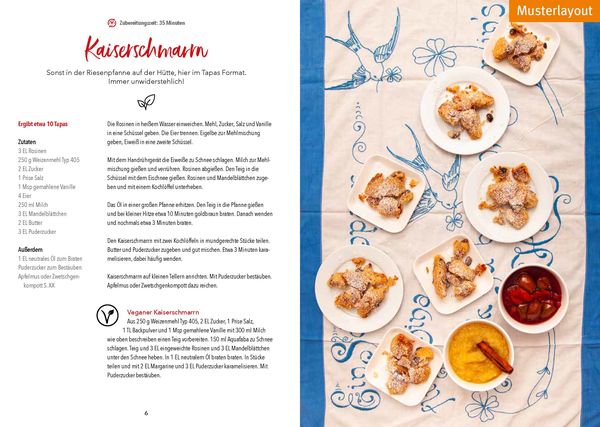 Zubereitungszeit: 35 Minuten
Musterlayout
Kaiserschmarrn
Sonst in der Riesenpfanne auf der Hütte, hier im Tapas Format.
Immer unwiderstehlich!
Ergibt etwa 10 Tapas
Zutaten
3 EL Rosinen
250 g Weizenmehl Typ 405
2 EL Zucker
1 Prise Salz
1 Msp gemahlene Vanille
4 Eier
250 ml Milch
3 EL Mandelblättchen
2 EL Butter
3 EL Puderzucker
Außerdem
1 EL neutrales Öl zum Braten
Puderzucker zum Bestäuben
Apfelmus oder Zwetschgen-
kompott S. XX
Die Rosinen in heißem Wasser einweichen. Mehl, Zucker, Salz und Vanille
in eine Schüssel geben. Die Eier trennen. Eigelbe zur Mehlmischung
geben, Eiweiß in eine zweite Schüssel.
Mit dem Handrührgerät die Eiweiße zu Schnee schlagen. Milch zur Mehl-
mischung gießen und verrühren. Rosinen abgießen. Den Teig in die
Schüssel mit dem Eischnee gießen. Rosinen und Mandelblättchen zuge-
ben und mit einem Kochlöffel unterheben.
Das Öl in einer großen Pfanne erhitzen. Den Teig in die Pfanne gießen
und bei kleiner Hitze etwa 10 Minuten goldbraun braten. Danach wenden
und nochmals etwa 3 Minuten braten.
Den Kaiserschmarrn mit zwei Kochlöffeln in mundgerechte Stücke teilen.
Butter und Puderzucker zugeben und gut mischen. Etwa 3 Minuten kara-
melisieren, dabei häufig wenden.
Kaiserschmarrn auf kleinen Tellern anrichten. Mit Puderzucker bestäuben.
Apfelmus oder Zwetschgenkompott dazu reichen.
Veganer Kaiserschmarrn
Aus 250 g Weizenmehl Typ 405, 2 EL Zucker, 1 Prise Salz,
1 TL Backpulver und 1 Msp gemahlene Vanille mit 300 ml Milch
wie oben beschreiben einen Teig vorbereiten. 150 ml Aquafaba zu Schnee
schlagen. Teig und 3 EL eingeweichte Rosinen und 3 EL Mandelblättchen
unter den Schnee heben. In 1 EL neutralem Öl braten braten. In Stücke
teilen und mit 2 EL Margarine und 3 EL Puderzucker karamelisieren. Mit
Puderzucker bestäuben.
6